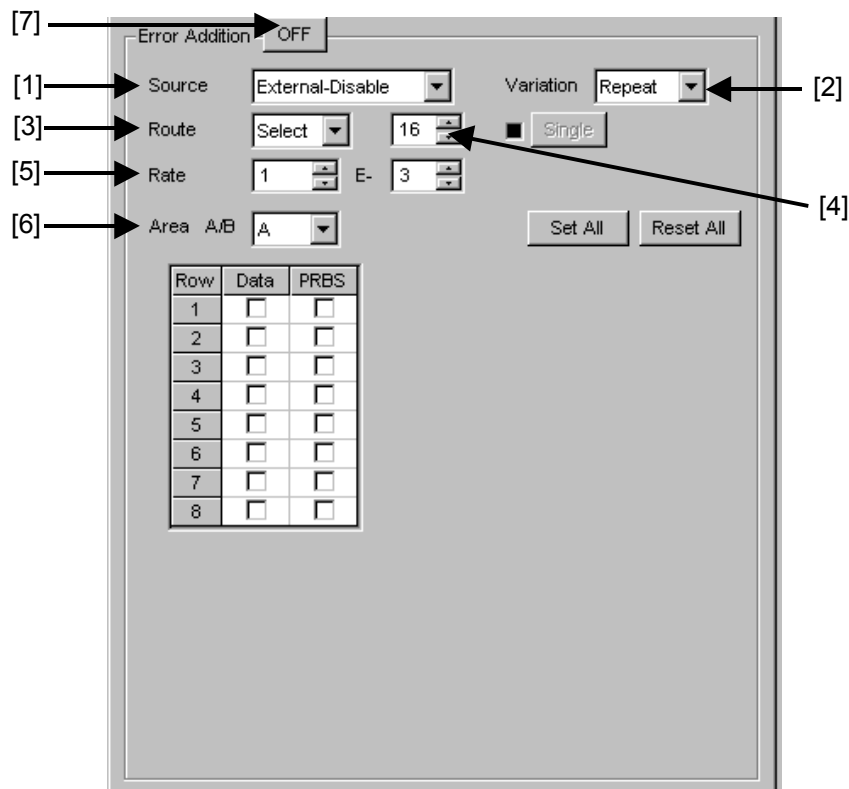 [7] Error Addition OFF
[1] Source External-Disable Variation Repeat [2]
[3] Route Select 16 Single
[5] Rate 1 E- 3
[4]
[6] Area A/B A Set All Reset All
Row Data PRBS
1
2
3
4
5
6
7
8